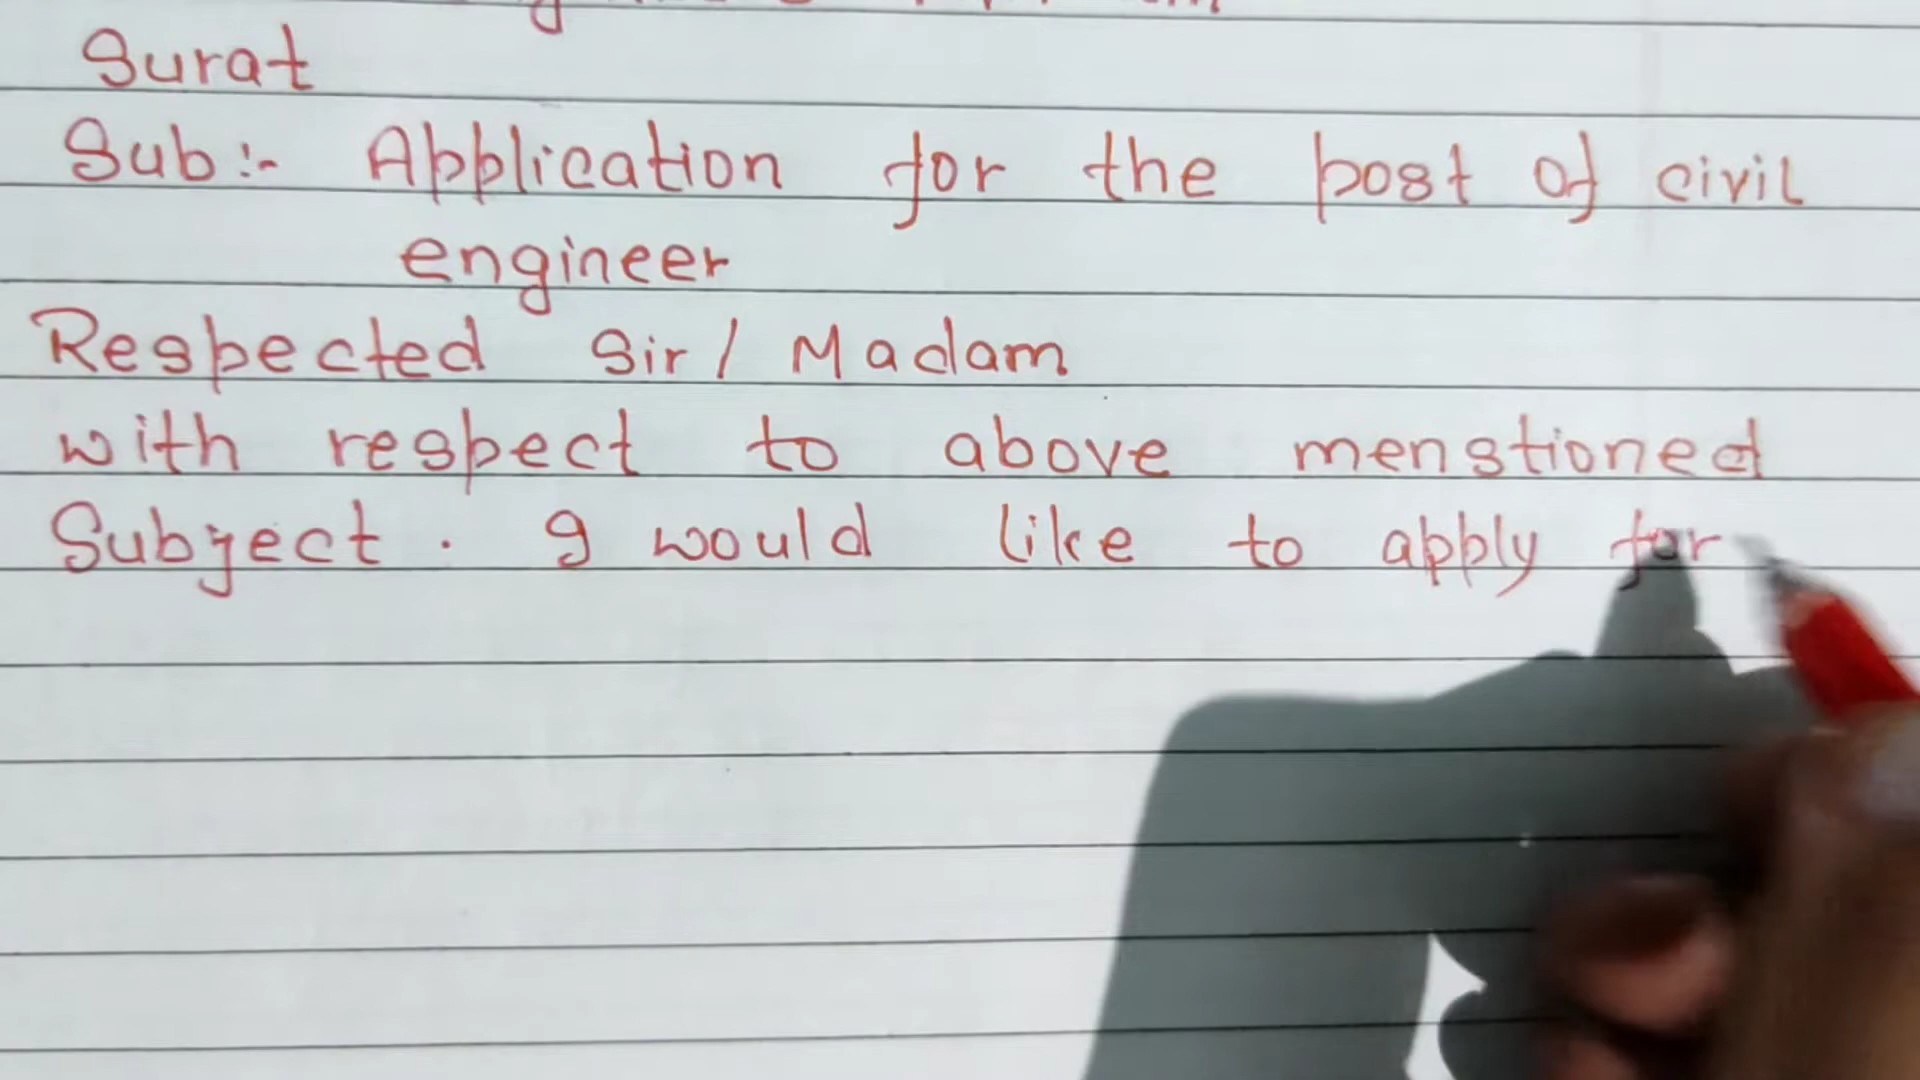 Surat
Sub:- Application for the post of civil
engineer
Respected Sir / Madam
with respect to above menstioned
Subject. I would like to apply for